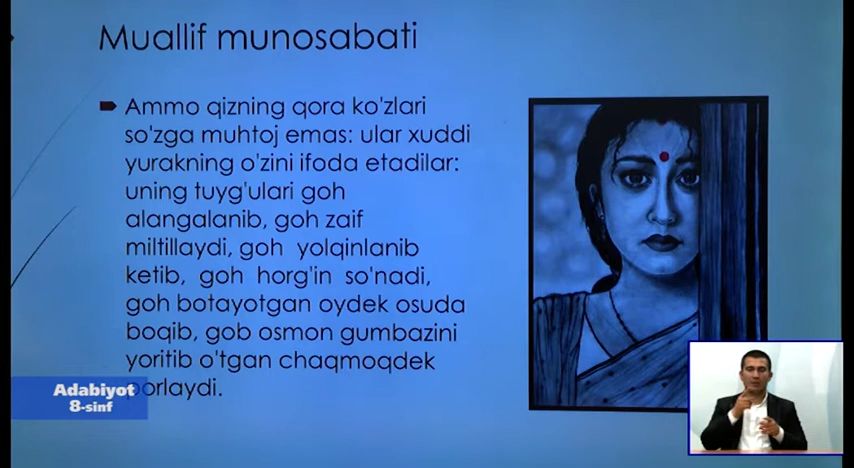 Muallif munosabati
Ammo qizning qora ko'zlari
so'zga muhtoj emas: ular xuddi
yurakning o'zini ifoda etadilar:
uning tuyg'ulari goh
alangalanib, goh zaif
miltillaydi, goh yolqinlanib
ketib, goh horg'in so'nadi,
goh botayotgan oydek osuda
boqib, gob osmon gumbazini
yoritib o'tgan chaqmoqdek
porlaydi.
Adabiyot
8-sinf